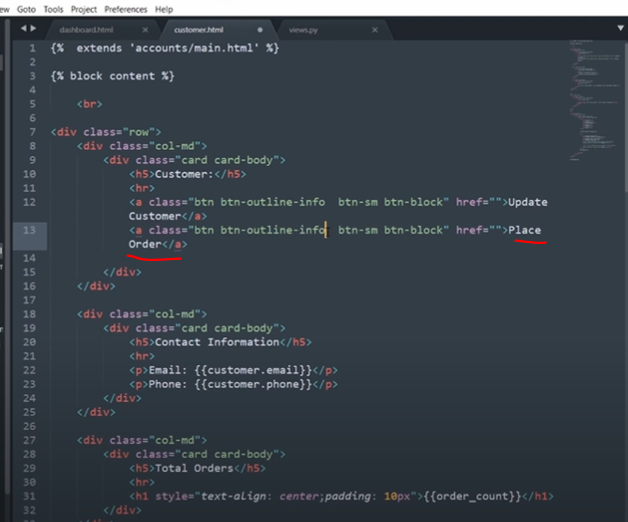 ew Goto Tools Project Preferences Help
dashboard.html customer.html views.py
1 {%  extends 'accounts/main.html' %}
2
3 {% block content %}
4
5 <br>
6
7 <div class="row">
8 <div class="col-md">
9 <div class="card card-body">
10 <h5>Customer:</h5>
11 <hr>
12 <a class="btn btn-outline-info  btn-sm btn-block" href="">Update
Customer</a>
13 <a class="btn btn-outline-info  btn-sm btn-block" href="">Place
Order</a>
14
15 </div>
16 </div>
17
18 <div class="col-md">
19 <div class="card card-body">
20 <h5>Contact Information</h5>
21 <hr>
22 <p>Email: {{customer.email}}</p>
23 <p>Phone: {{customer.phone}}</p>
24 </div>
25 </div>
26
27 <div class="col-md">
28 <div class="card card-body">
29 <h5>Total Orders</h5>
30 <hr>
31 <h1 style="text-align: center;padding: 10px">{{order_count}}</h1>
32 </div>